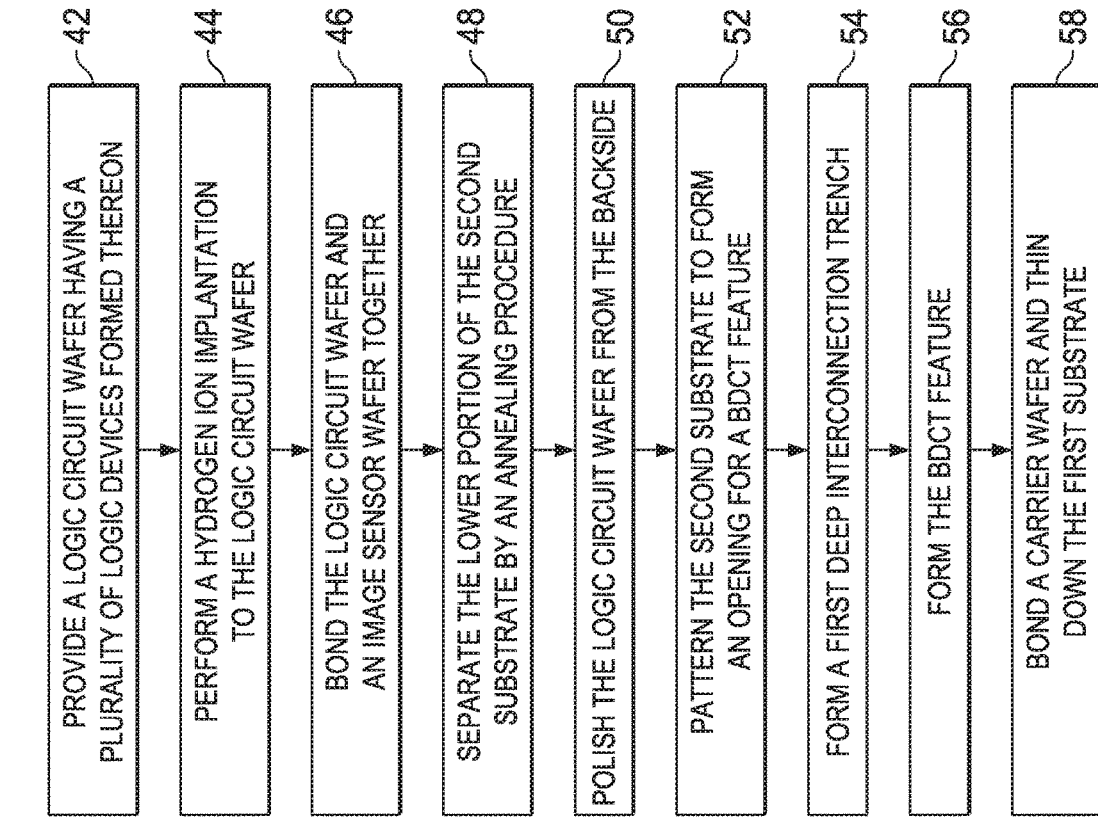 PROVIDE A LOGIC CIRCUIT WAFER HAVING A
PLURALITY OF LOGIC DEVICES FORMED THEREON
42
PERFORM A HYDROGEN ION IMPLANTATION
TO THE LOGIC CIRCUIT WAFER
44
BOND THE LOGIC CIRCUIT WAFER AND
AN IMAGE SENSOR WAFER TOGETHER
46
SEPARATE THE LOWER PORTION OF THE SECOND
SUBSTRATE BY AN ANNEALING PROCEDURE
48
POLISH THE LOGIC CIRCUIT WAFER FROM THE BACKSIDE
50
PATTERN THE SECOND SUBSTRATE TO FORM
AN OPENING FOR A BDCT FEATURE
52
FORM A FIRST DEEP INTERCONNECTION TRENCH
54
FORM THE BDCT FEATURE
56
BOND A CARRIER WAFER AND THIN
DOWN THE FIRST SUBSTRATE
58